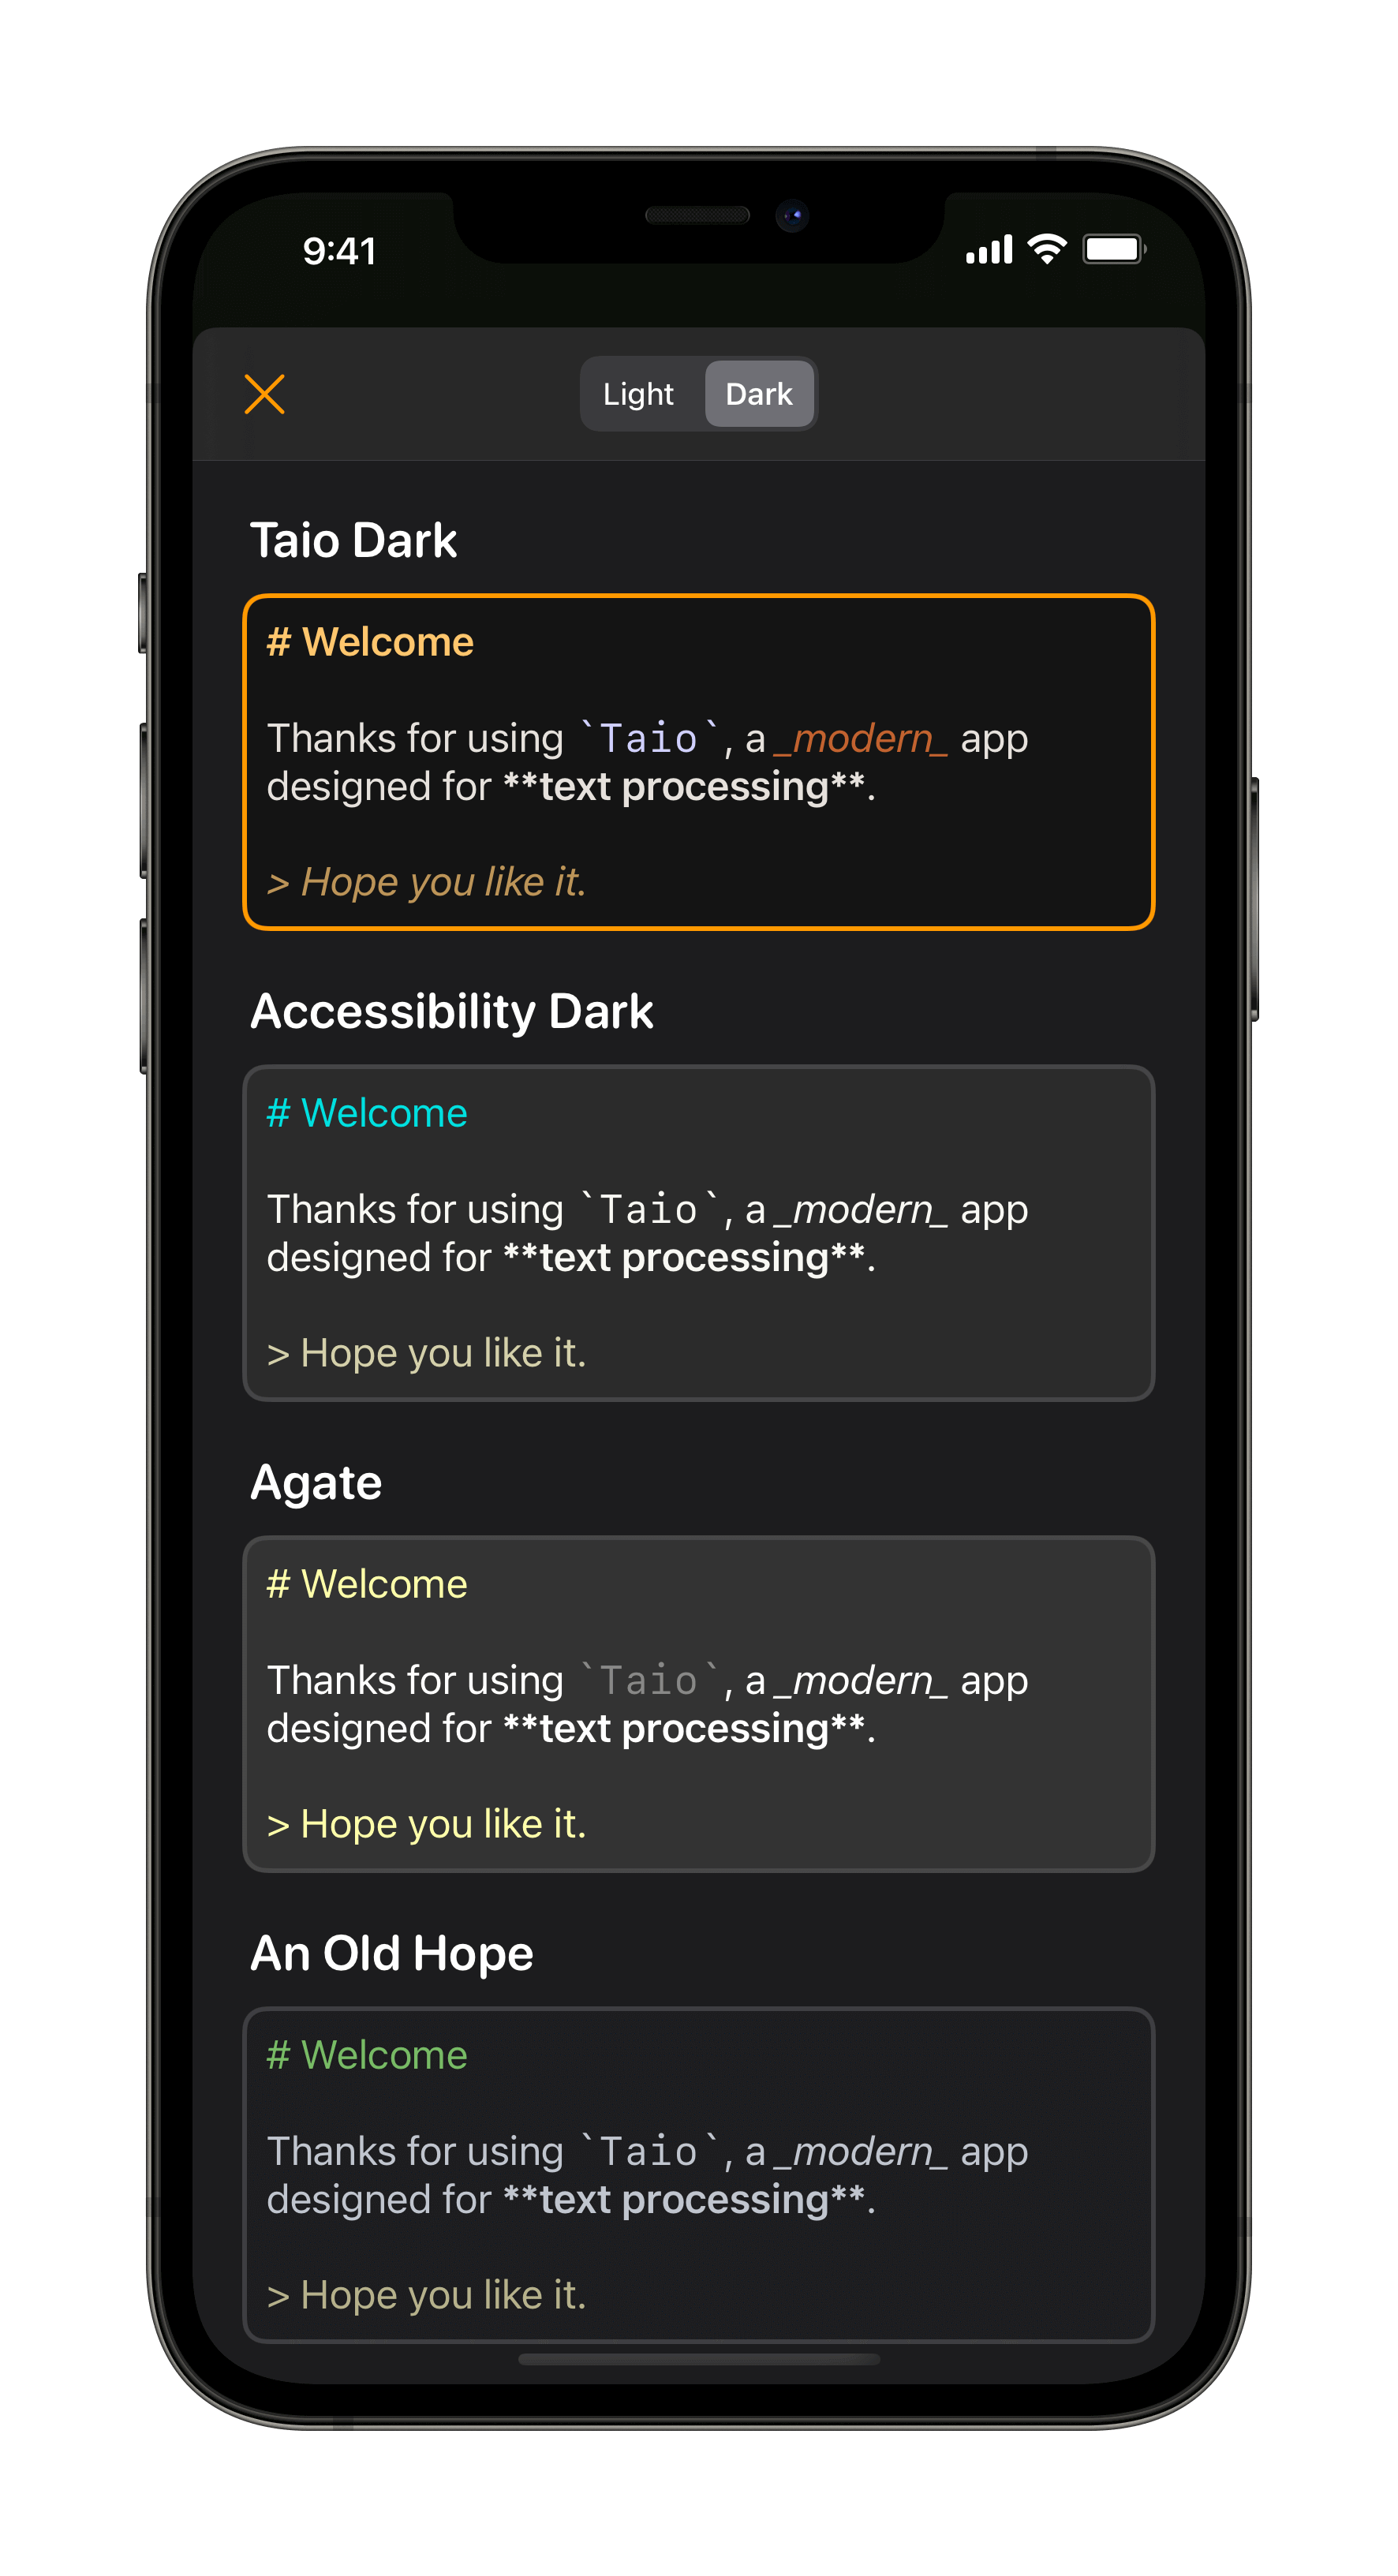 9:41
Light Dark
Taio Dark
# Welcome
Thanks for using `Taio`, a _modern_ app
designed for **text processing**.
> Hope you like it.
Accessibility Dark
# Welcome
Thanks for using `Taio`, a _modern_ app
designed for **text processing**.
> Hope you like it.
Agate
# Welcome
Thanks for using `Taio`, a _modern_ app
designed for **text processing**.
> Hope you like it.
An Old Hope
# Welcome
Thanks for using `Taio`, a _modern_ app
designed for **text processing**.
> Hope you like it.